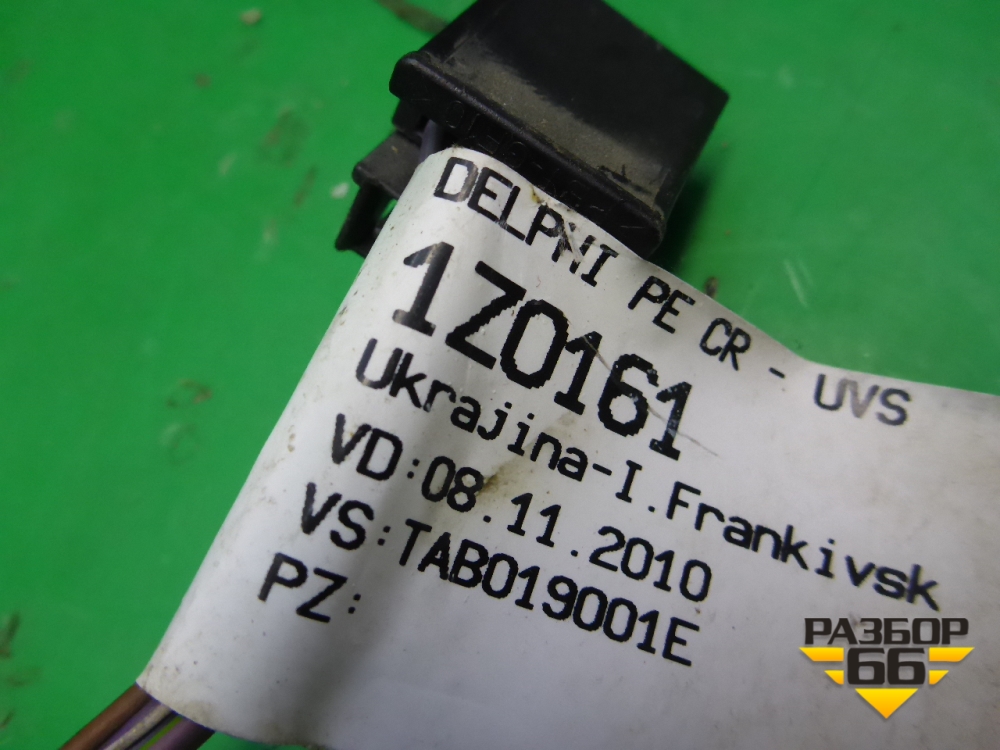 DELPHI PE CR - UVS
1Z0161
Ukrajina-I.Frankivsk
VD:08.11.2010
VS:TAB019001E
PZ:
РАЗБОР
66